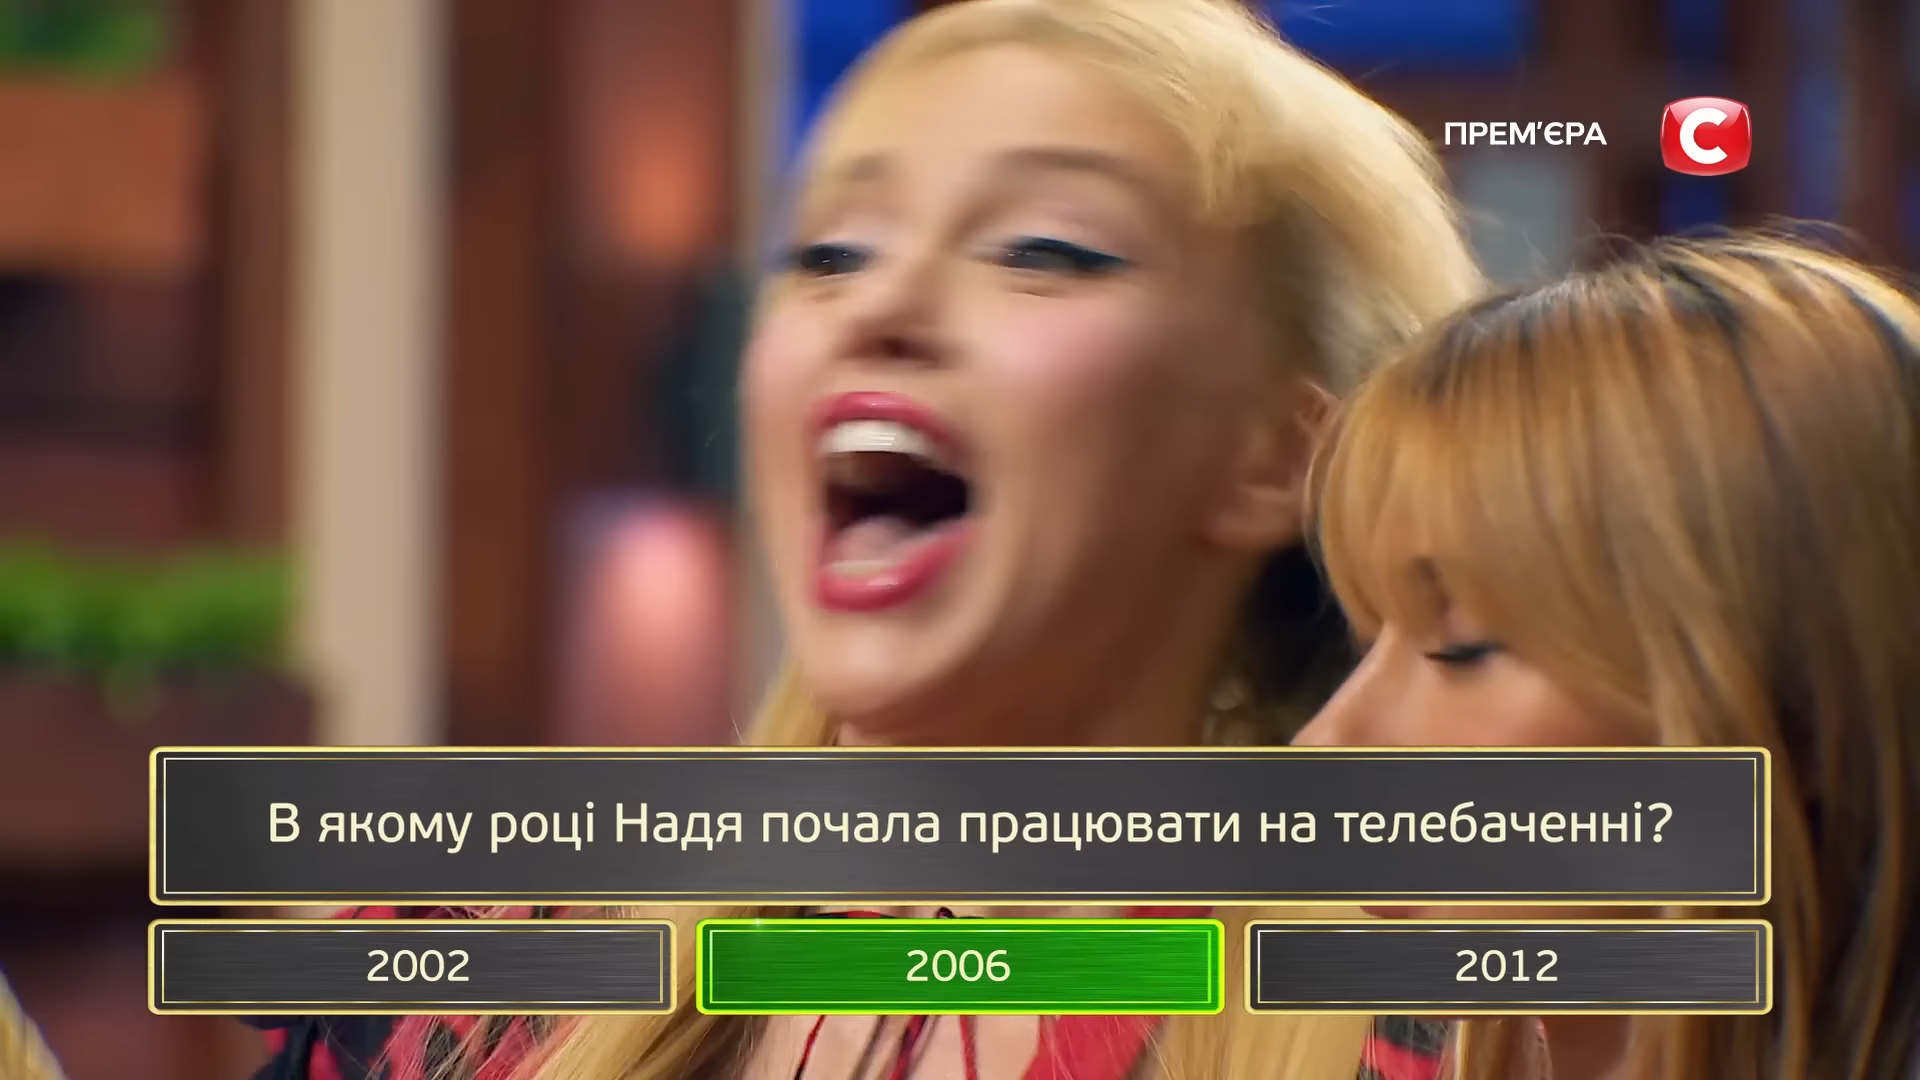 ПРЕМ'ЄРА
С
В якому році Надя почала працювати на телебаченні?
2002
2006
2012